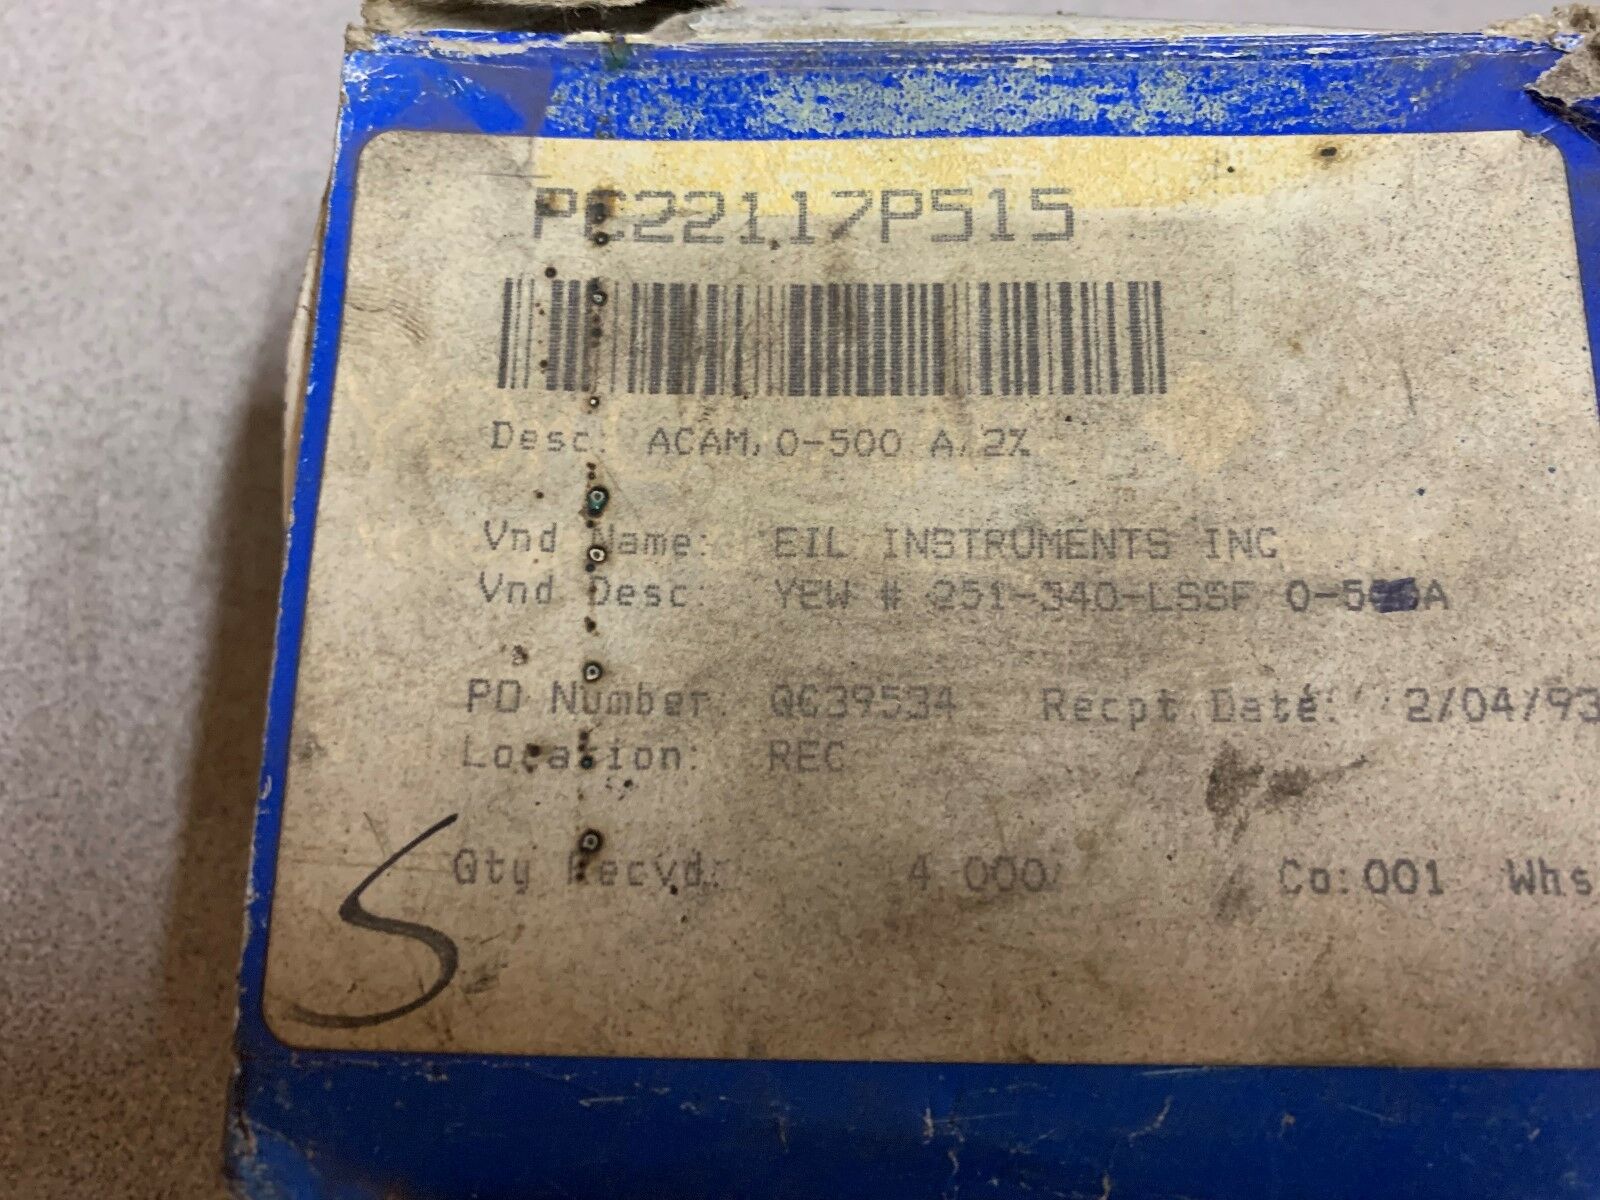 PC22117P515
Desc: ACAM, 0-500 A, 2%
Vnd Name: EIL INSTRUMENTS INC
Vnd Desc: YEW # 251-340-LSSF
PO Number: QC39534 Recpt Date: 2/04/93
Location: REC
Qty Recvd: 4.000 Co:001 Whs
S